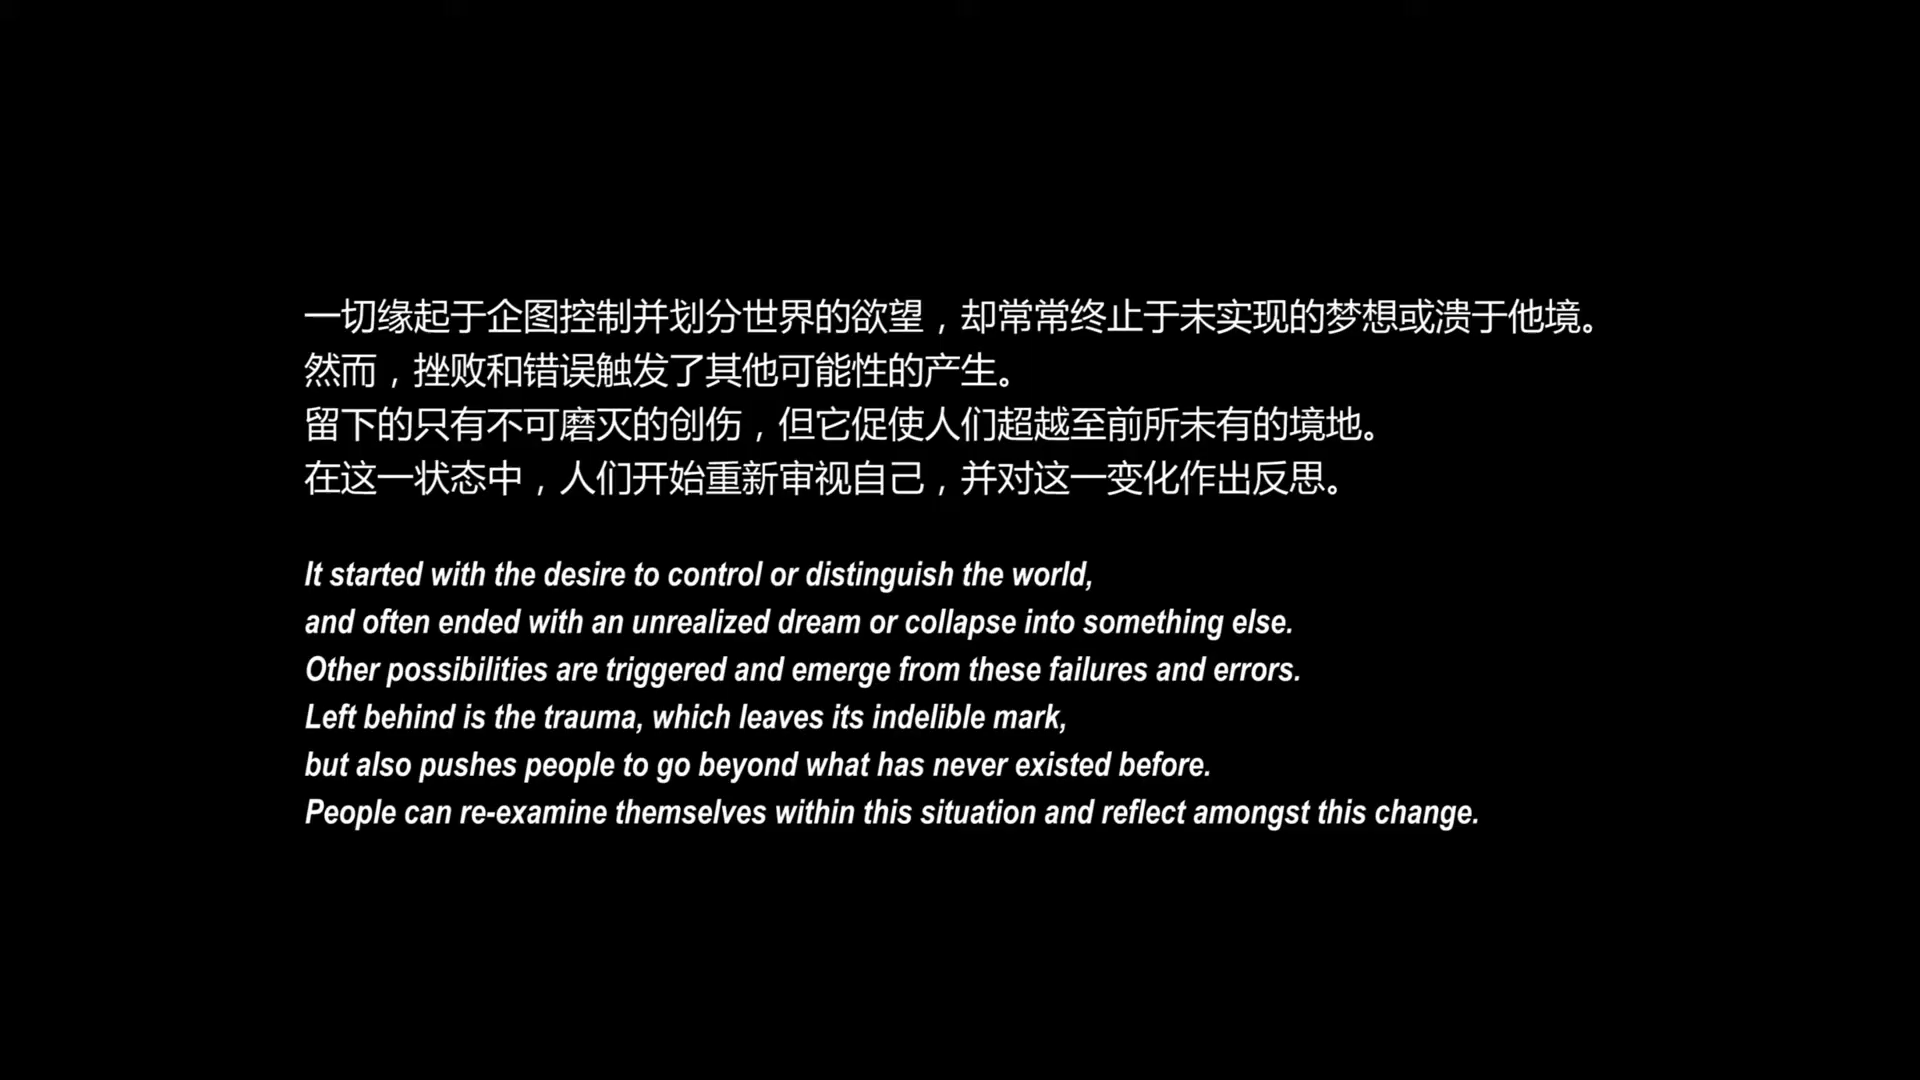 一切缘起于企图控制并划分世界的欲望，却常常终止于未实现的梦想或溃于他境。
然而，挫败和错误触发了其他可能性的产生。
留下的只有不可磨灭的创伤，但它促使人们超越至前所未有的境地。
在这一状态中，人们开始重新审视自己，并对这一变化作出反思。
It started with the desire to control or distinguish the world,
and often ended with an unrealized dream or collapse into something else.
Other possibilities are triggered and emerge from these failures and errors.
Left behind is the trauma, which leaves its indelible mark,
but also pushes people to go beyond what has never existed before.
People can re-examine themselves within this situation and reflect amongst this change.